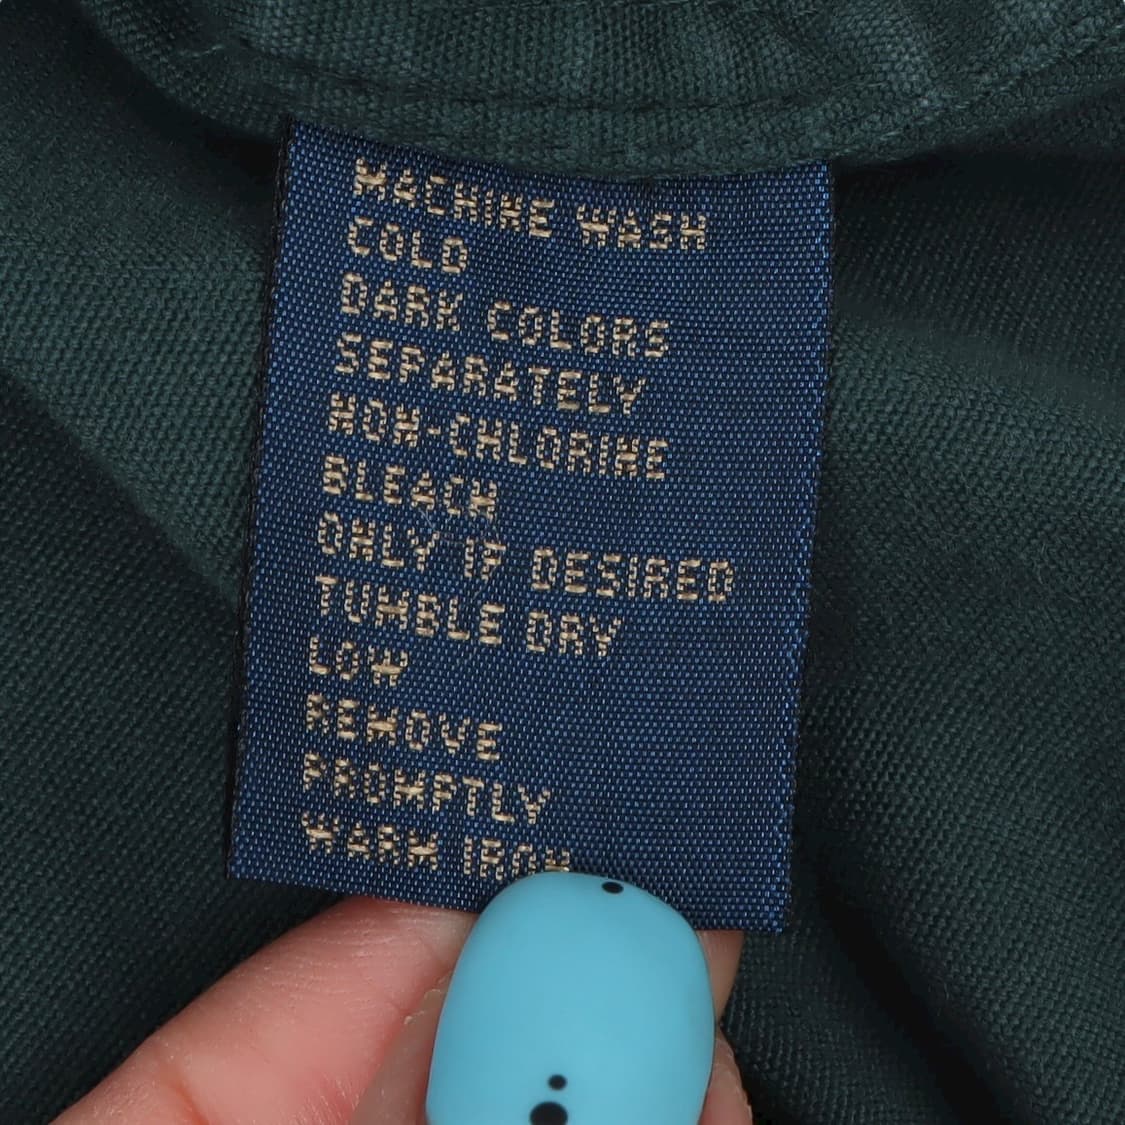 MACHINE WASH
COLD
DARK COLORS
SEPARATELY
NON-CHLORINE
BLEACH
ONLY IF DESIRED
TUMBLE DRY
LOW
REMOVE
PROMPTLY
WARM IRON